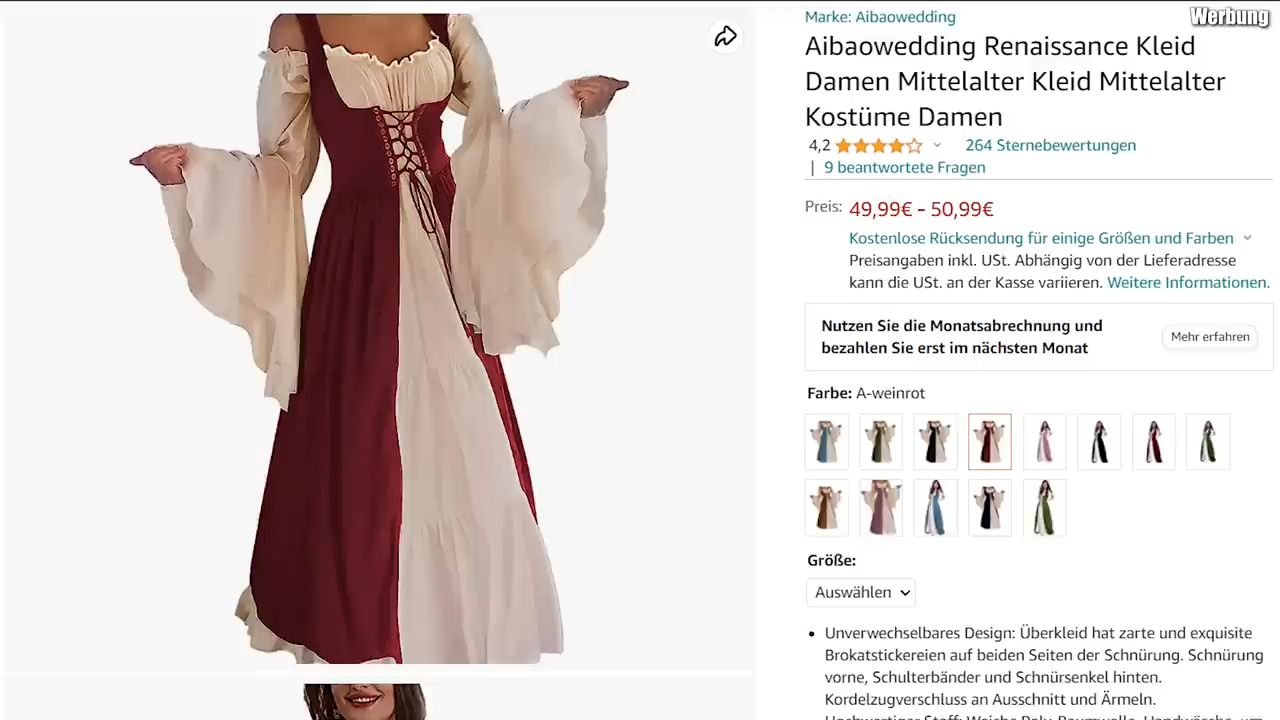 Werbung
Marke: Aibaowedding
Aibaowedding Renaissance Kleid
Damen Mittelalter Kleid Mittelalter
Kostüme Damen
4,2 264 Sternebewertungen
| 9 beantwortete Fragen
Preis: 49,99€ - 50,99€
Kostenlose Rücksendung für einige Größen und Farben
Preisangaben inkl. USt. Abhängig von der Lieferadresse
kann die USt. an der Kasse variieren. Weitere Informationen.
Nutzen Sie die Monatsabrechnung und
bezahlen Sie erst im nächsten Monat
Mehr erfahren
Farbe: A-weinrot
Größe:
Auswählen
• Unverwechselbares Design: Überkleid hat zarte und exquisite
Brokatstickereien auf beiden Seiten der Schnürung. Schnürung
vorne, Schulterbänder und Schnürsenkel hinten.
Kordelzugverschluss an Ausschnitt und Ärmeln.